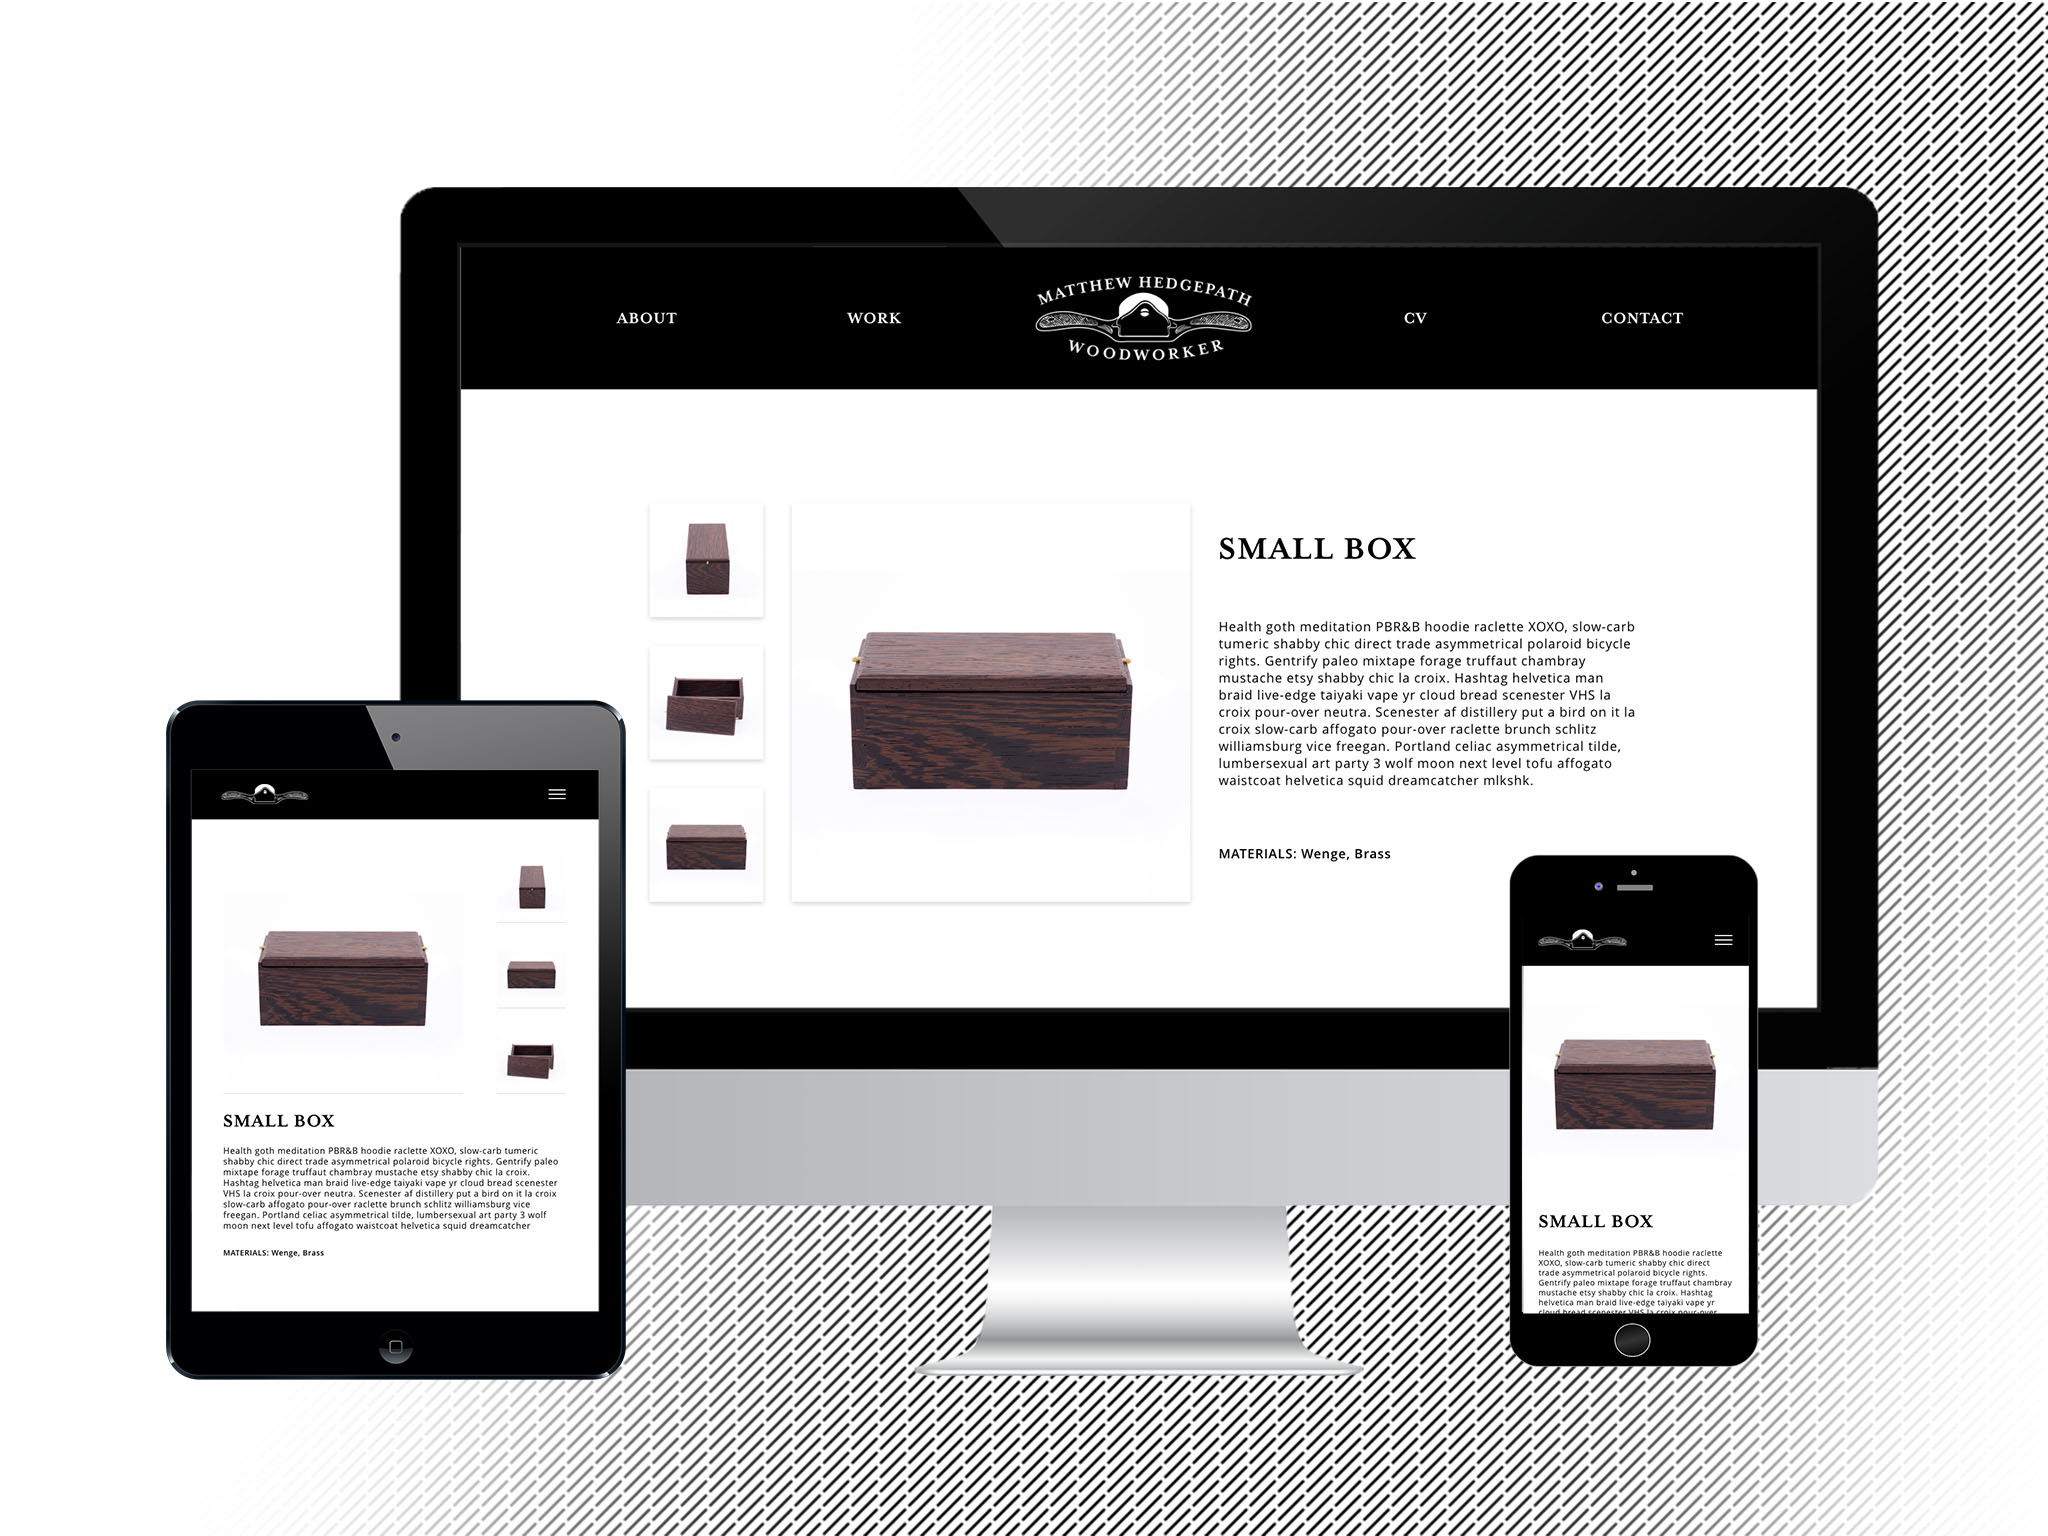 MATTHEW HEDGEPATH
ABOUT
WORK
WOODWORKER
CV
CONTACT
SMALL BOX
Health goth meditation PBR&B hoodie raclette XOXO, slow-carb
tumeric shabby chic direct trade asymmetrical polaroid bicycle
rights. Gentrify paleo mixtape forage truffaut chambray
mustache etsy shabby chic la croix. Hashtag helvetica man
braid live-edge taiyaki vape yr cloud bread scenester VHS la
croix pour-over neutra. Scenester af distillery put a bird on it la
croix slow-carb affogato pour-over raclette brunch schlitz
williamsburg vice freegan. Portland celiac asymmetrical tilde,
lumbersexual art party 3 wolf moon next level tofu affogato
waistcoat helvetica squid dreamcatcher mlkshk.
MATERIALS: Wenge, Brass
SMALL BOX
Health goth meditation PBR&B hoodie raclette XOXO, slow-carb tumeric
shabby chic direct trade asymmetrical polaroid bicycle rights. Gentrify paleo
mixtape forage truffaut chambray mustache etsy shabby chic la croix.
Hashtag helvetica man braid live-edge taiyaki vape yr cloud bread scenester
VHS la croix pour-over neutra. Scenester af distillery put a bird on it la croix
slow-carb affogato pour-over raclette brunch schlitz williamsburg vice
freegan. Portland celiac asymmetrical tilde, lumbersexual art party 3 wolf
moon next level tofu affogato waistcoat helvetica squid dreamcatcher
MATERIALS: Wenge, Brass
SMALL BOX
Health goth meditation PBR&B hoodie raclette
XOXO, slow-carb tumeric shabby chic direct
trade asymmetrical polaroid bicycle rights.
Gentrify paleo mixtape forage truffaut chambray
mustache etsy shabby chic la croix. Hashtag
helvetica man braid live-edge taiyaki vape yr
cloud bread scenester VHS la croix pour-over